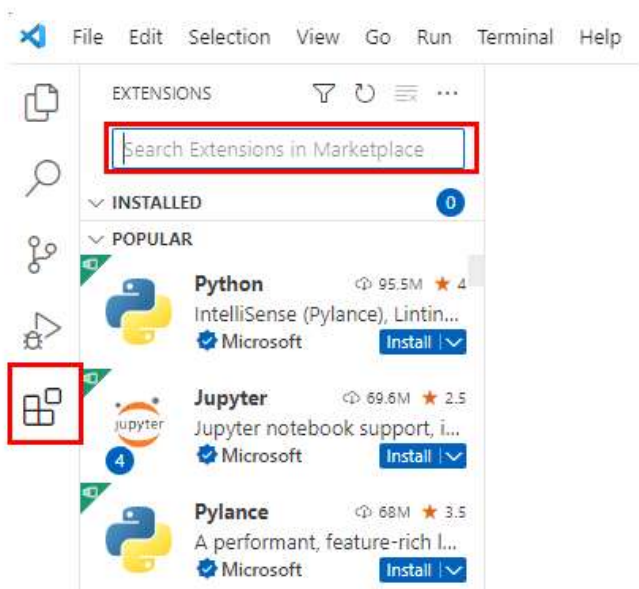 File Edit Selection View Go Run Terminal Help
EXTENSIONS
Search Extensions in Marketplace
INSTALLED 0
POPULAR
Python 95.5M 4
IntelliSense (Pylance), Lintin...
Microsoft Install
Jupyter 69.6M 2.5
jupyter
Jupyter notebook support, i...
4 Microsoft Install
Pylance 68M 3.5
A performant, feature-rich l...
Microsoft Install